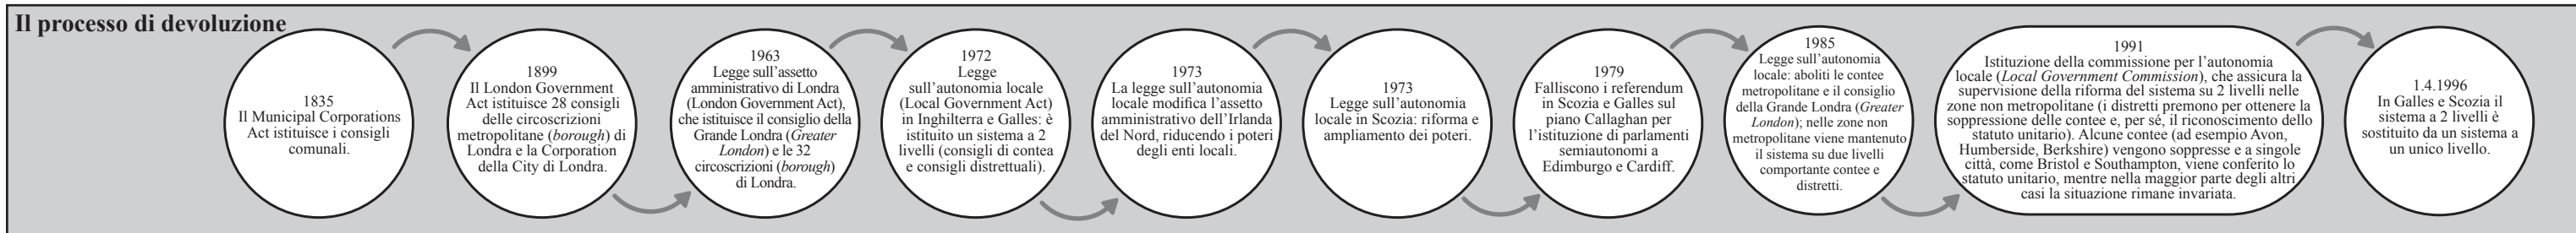 Il processo di devoluzione
1835
Il Municipal Corporations
Act istituisce i consigli
comunali.
1899
Il London Government
Act istituisce 28 consigli
delle circoscrizioni
metropolitane (borough) di
Londra e la Corporation
della City di Londra.
1963
Legge sull’assetto
amministrativo di Londra
(London Government Act),
che istituisce il consiglio della
Grande Londra (Greater
London) e le 32
circoscrizioni (borough)
di Londra.
1972
Legge
sull’autonomia locale
(Local Government Act)
in Inghilterra e Galles: è
istituito un sistema a 2
livelli (consigli di contea
e consigli distrettuali).
1973
La legge sull’autonomia
locale modifica l’assetto
amministrativo dell’Irlanda
del Nord, riducendo i poteri
degli enti locali.
1973
Legge sull’autonomia
locale in Scozia: riforma e
ampliamento dei poteri.
1979
Falliscono i referendum
in Scozia e Galles sul
piano Callaghan per
l’istituzione di parlamenti
semiautonomi a
Edimburgo e Cardiff.
1985
Legge sull’autonomia
locale: aboliti le contee
metropolitane e il consiglio
della Grande Londra (Greater
London); nelle zone non
metropolitane viene mantenuto
il sistema su due livelli
comportante contee e
distretti.
1991
Istituzione della commissione per l’autonomia
locale (Local Government Commission), che assicura la
supervisione della riforma del sistema su 2 livelli nelle
zone non metropolitane (i distretti premono per ottenere la
soppressione delle contee e, per sé, il riconoscimento dello
statuto unitario). Alcune contee (ad esempio Avon,
Humberside, Berkshire) vengono soppresse e a singole
città, come Bristol e Southampton, viene conferito lo
statuto unitario, mentre nella maggior parte degli altri
casi la situazione rimane invariata.
1.4.1996
In Galles e Scozia il
sistema a 2 livelli è
sostituito da un sistema a
un unico livello.